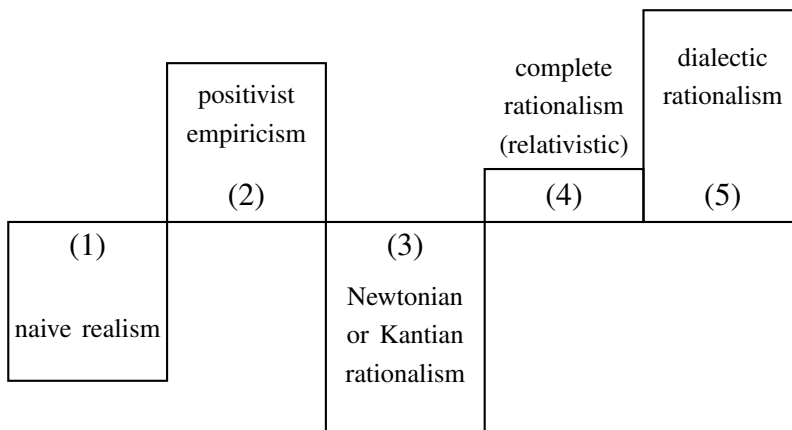 (1)
naive realism
positivist
empiricism
(2)
(3)
Newtonian
or Kantian
rationalism
complete
rationalism
(relativistic)
(4)
dialectic
rationalism
(5)